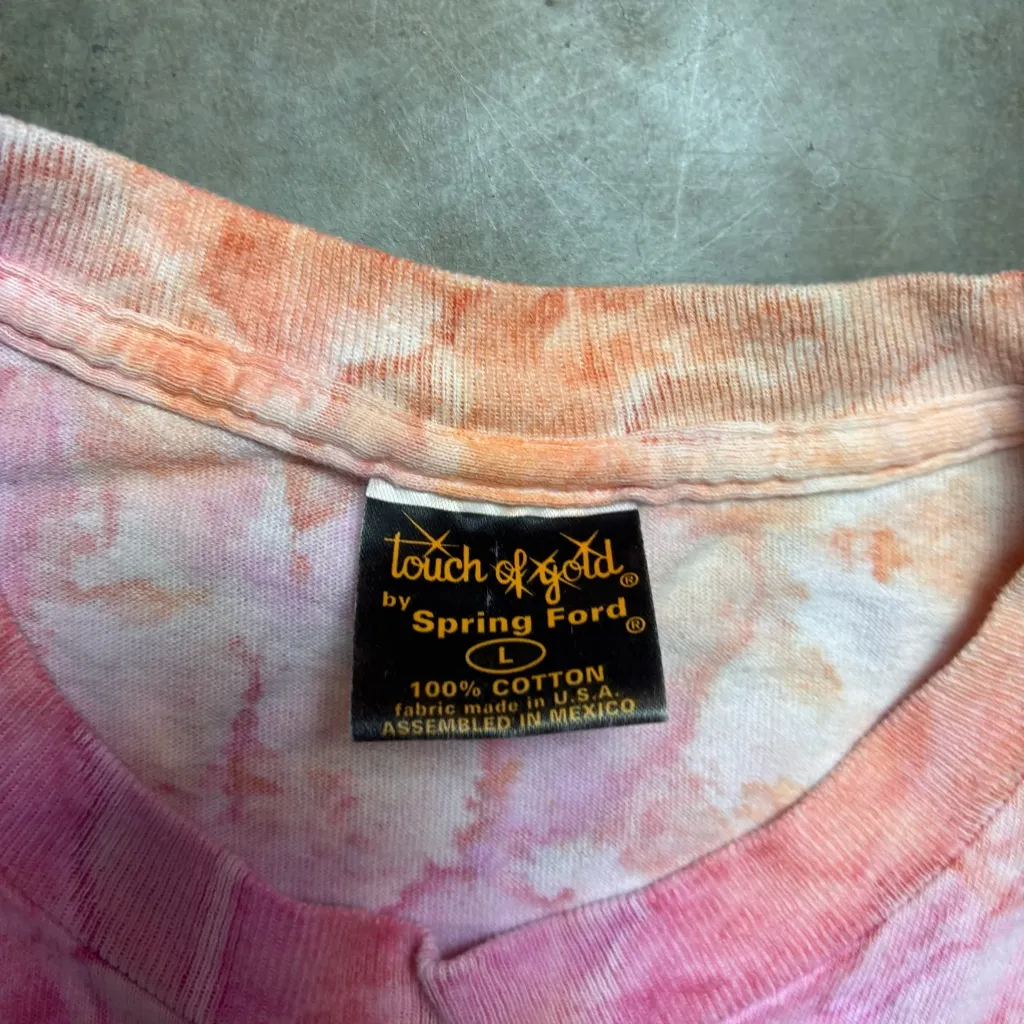 touch of gold®
by
Spring Ford®
L
100% COTTON
fabric made in U.S.A.
ASSEMBLED IN MEXICO